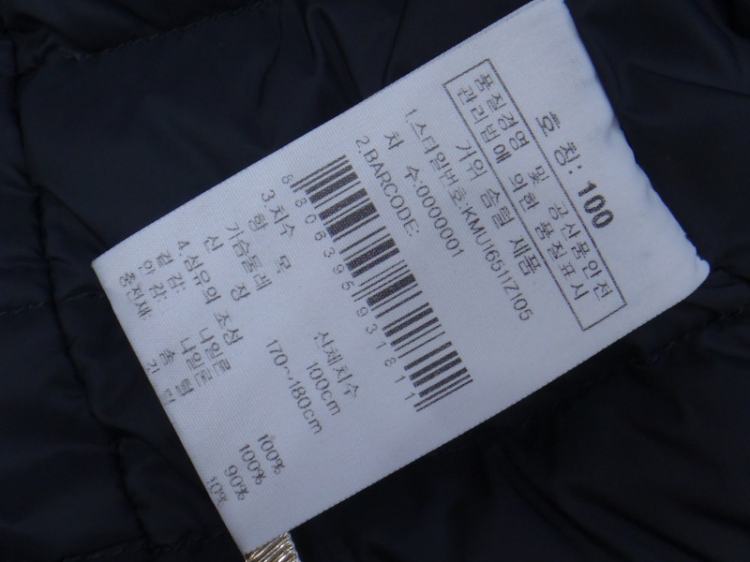 호 칭: 100
품질경영 및 공산품안전
관리법에 의한 품질표시
거위 솜털 제품
1.스타일번호:KMU16511Z105
차 수:0000001
2.BARCODE:
8806395931811
3.치수
항 목 신체치수
가슴둘레 100cm
신 장 170~180cm
4.섬유의 조성
겉 감: 나일론 100%
안 감: 나일론 100%
충전재: 솜 털 90%
깃 털 10%